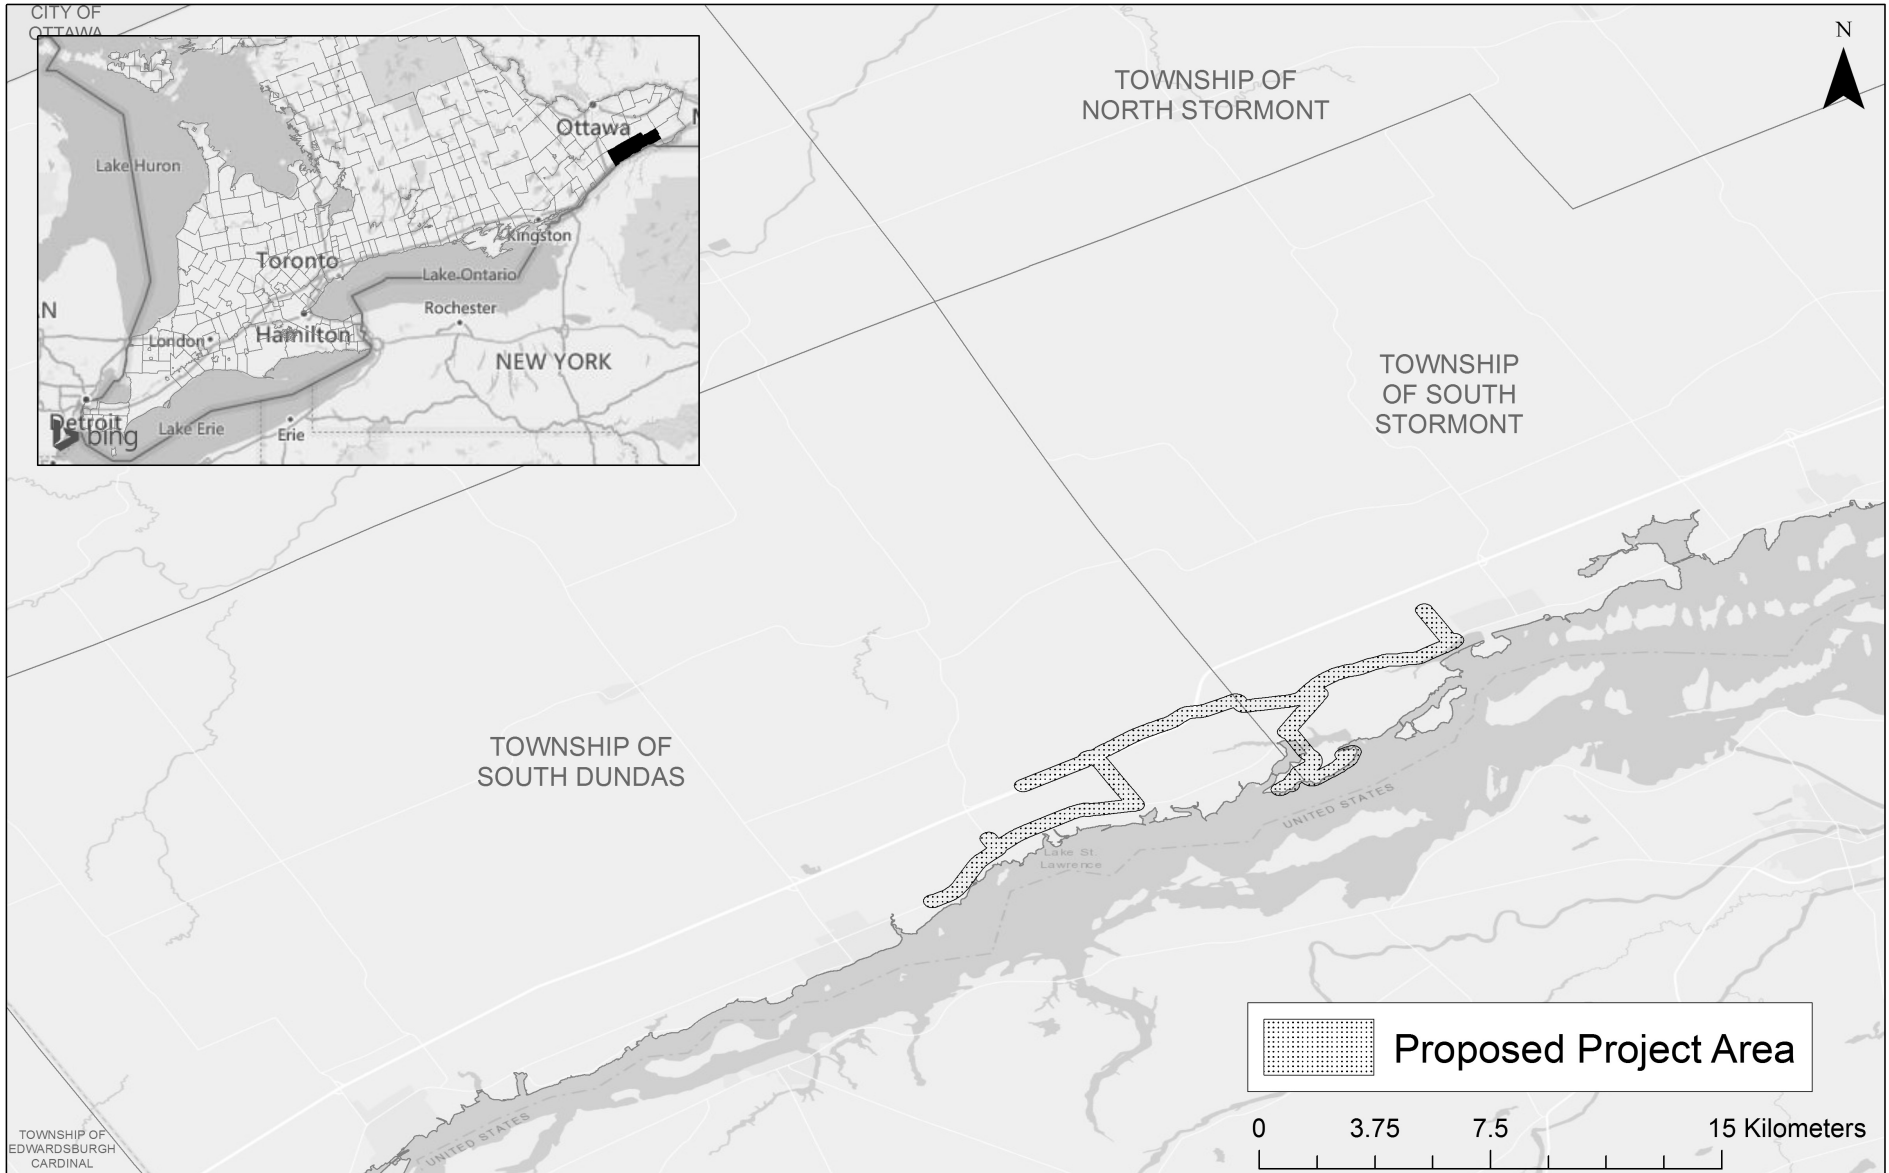 CITY OF
OTTAWA
Ottawa
Lake Huron
Kingston
Toronto
Lake Ontario
Rochester
London
Hamilton
NEW YORK
Detroit
bing
Lake Erie
Erie
N
TOWNSHIP OF
NORTH STORMONT
N
TOWNSHIP
OF SOUTH
STORMONT
TOWNSHIP OF
SOUTH DUNDAS
UNITED STATES
Lake St.
Lawrence
UNITED STATES
TOWNSHIP OF
EDWARDSBURGH
CARDINAL
Proposed Project Area
0 3.75 7.5 15 Kilometers